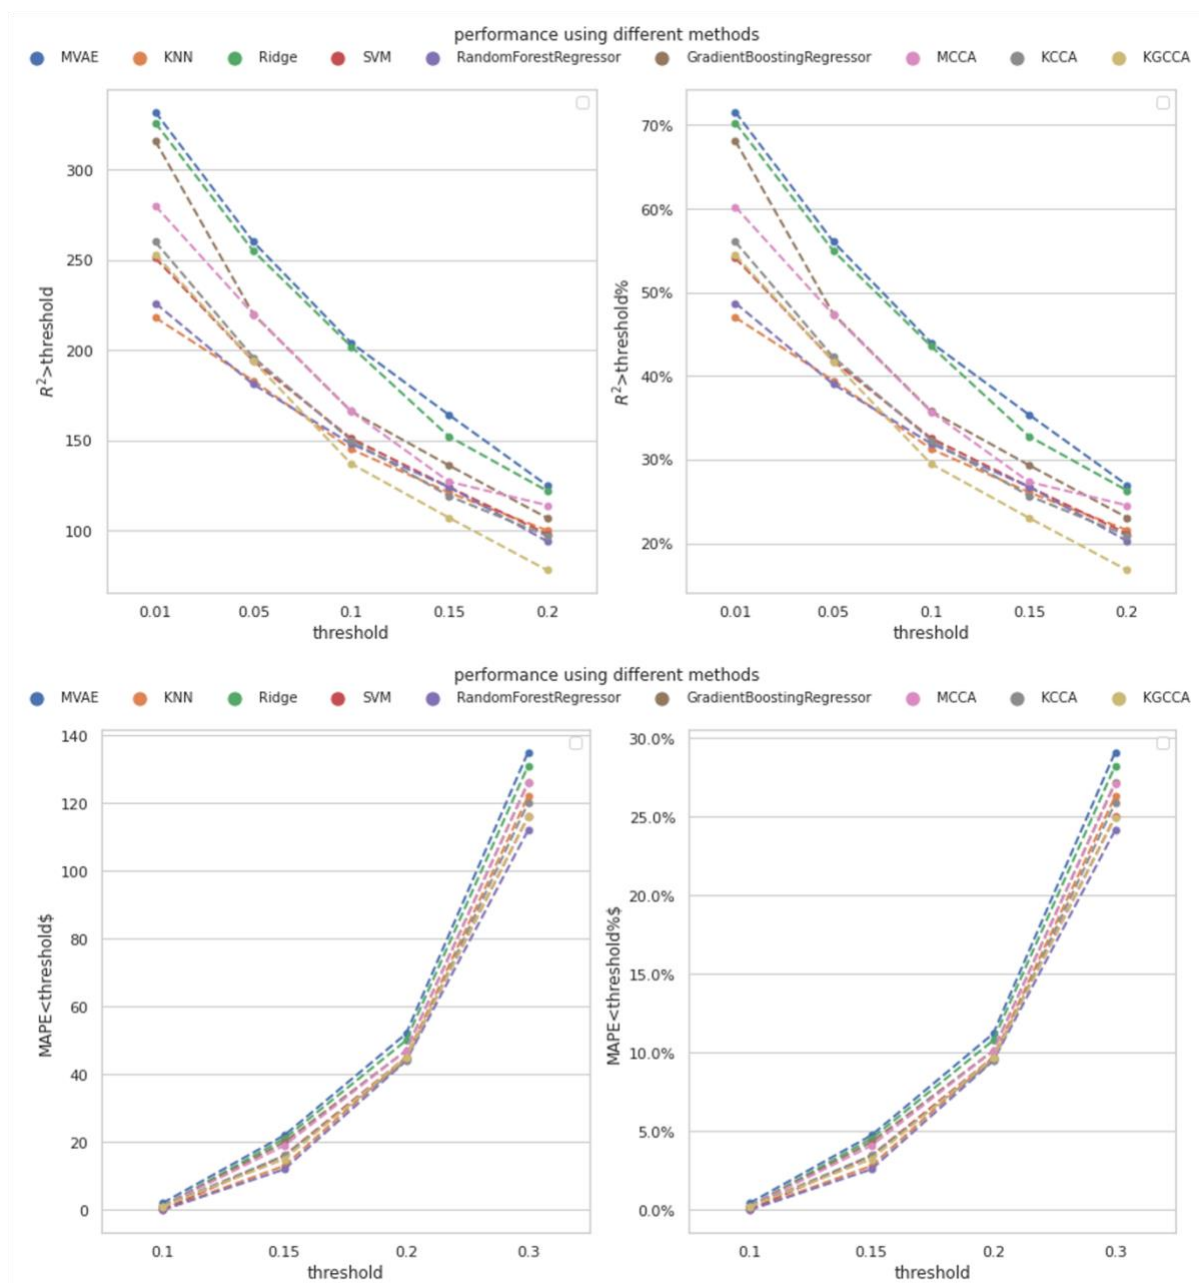 performance using different methods
MVAE KNN Ridge SVM RandomForestRegressor GradientBoostingRegressor MCCA KCCA KGCCA
R²>threshold
300
250
200
150
100
0.01 0.05 0.1 0.15 0.2
threshold
R²>threshold%
70%
60%
50%
40%
30%
20%
0.01 0.05 0.1 0.15 0.2
threshold
performance using different methods
MVAE KNN Ridge SVM RandomForestRegressor GradientBoostingRegressor MCCA KCCA KGCCA
MAPE<threshold$
140
120
100
80
60
40
20
0
0.1 0.15 0.2 0.3
threshold
MAPE<threshold%$
30.0%
25.0%
20.0%
15.0%
10.0%
5.0%
0.0%
0.1 0.15 0.2 0.3
threshold